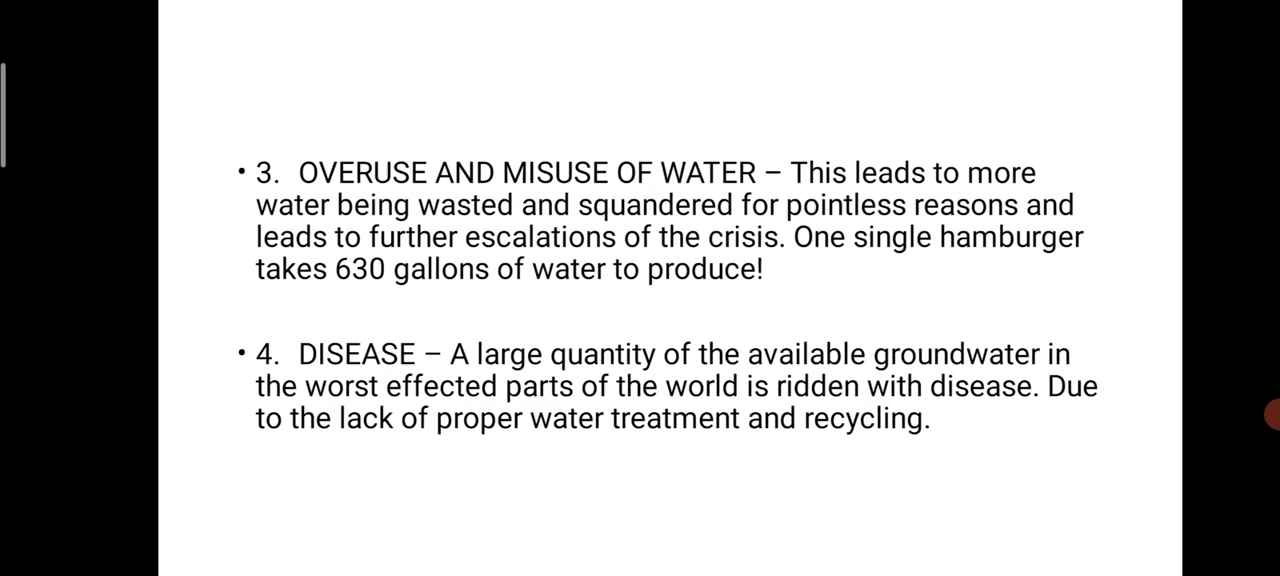 • 3. OVERUSE AND MISUSE OF WATER – This leads to more
water being wasted and squandered for pointless reasons and
leads to further escalations of the crisis. One single hamburger
takes 630 gallons of water to produce!
• 4. DISEASE – A large quantity of the available groundwater in
the worst effected parts of the world is ridden with disease. Due
to the lack of proper water treatment and recycling.